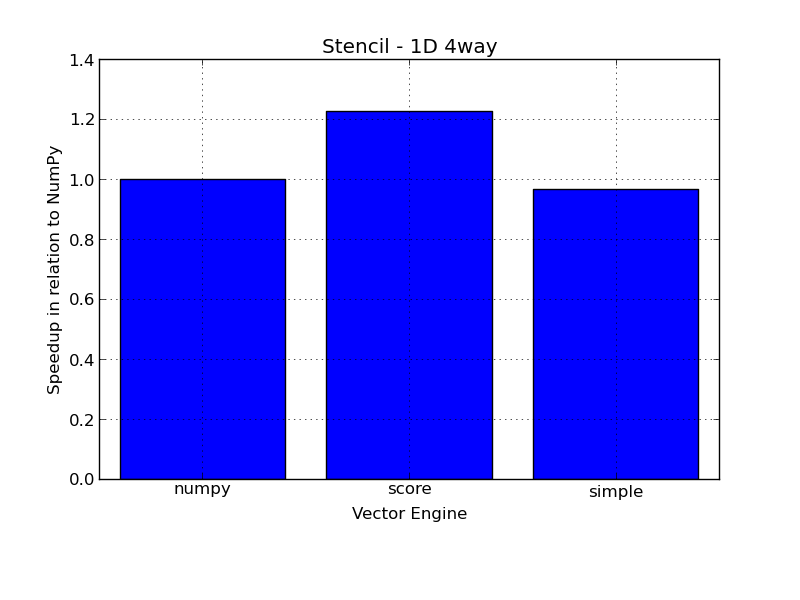 Stencil - 1D 4way
1.4
1.2
1.0
0.8
0.6
0.4
0.2
0.0
Speedup in relation to NumPy
numpy score simple
Vector Engine